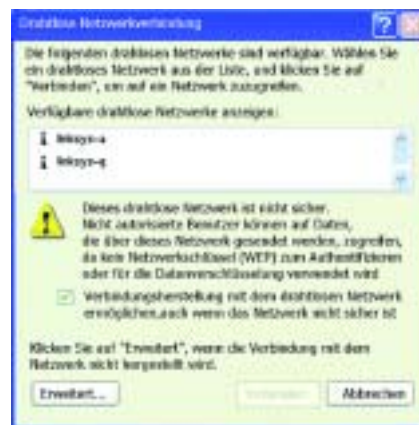 Drahtlose Netzwerkverbindung
Die folgenden drahtlosen Netzwerke sind verfügbar. Wählen Sie
ein drahtloses Netzwerk aus der Liste, und klicken Sie auf
"Verbinden", um auf ein Netzwerk zuzugreifen.
Verfügbare drahtlose Netzwerke anzeigen:
linksys-a
linksys-g
Dieses drahtlose Netzwerk ist nicht sicher.
Nicht autorisierte Benutzer können auf Daten,
die über dieses Netzwerk gesendet werden, zugreifen,
da kein Netzwerkschlüssel (WEP) zum Authentifizieren
oder für die Datenverschlüsselung verwendet wird
Verbindungsherstellung mit dem drahtlosen Netzwerk
ermöglichen,auch wenn das Netzwerk nicht sicher ist
Klicken Sie auf "Erweitert", wenn die Verbindung mit dem
Netzwerk nicht hergestellt wird.
Erweitert...
Verbinden
Abbrechen